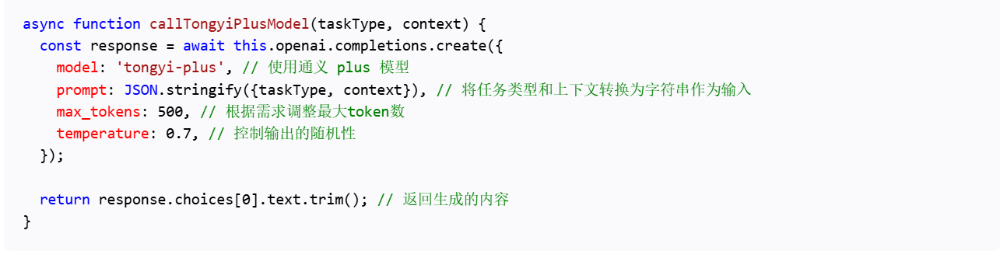 async function callTongyiPlusModel(taskType, context) {
  const response = await this.openai.completions.create({
    model: 'tongyi-plus', // 使用通义 plus 模型
    prompt: JSON.stringify({taskType, context}), // 将任务类型和上下文转换为字符串作为输入
    max_tokens: 500, // 根据需求调整最大token数
    temperature: 0.7, // 控制输出的随机性
  });

  return response.choices[0].text.trim(); // 返回生成的内容
}